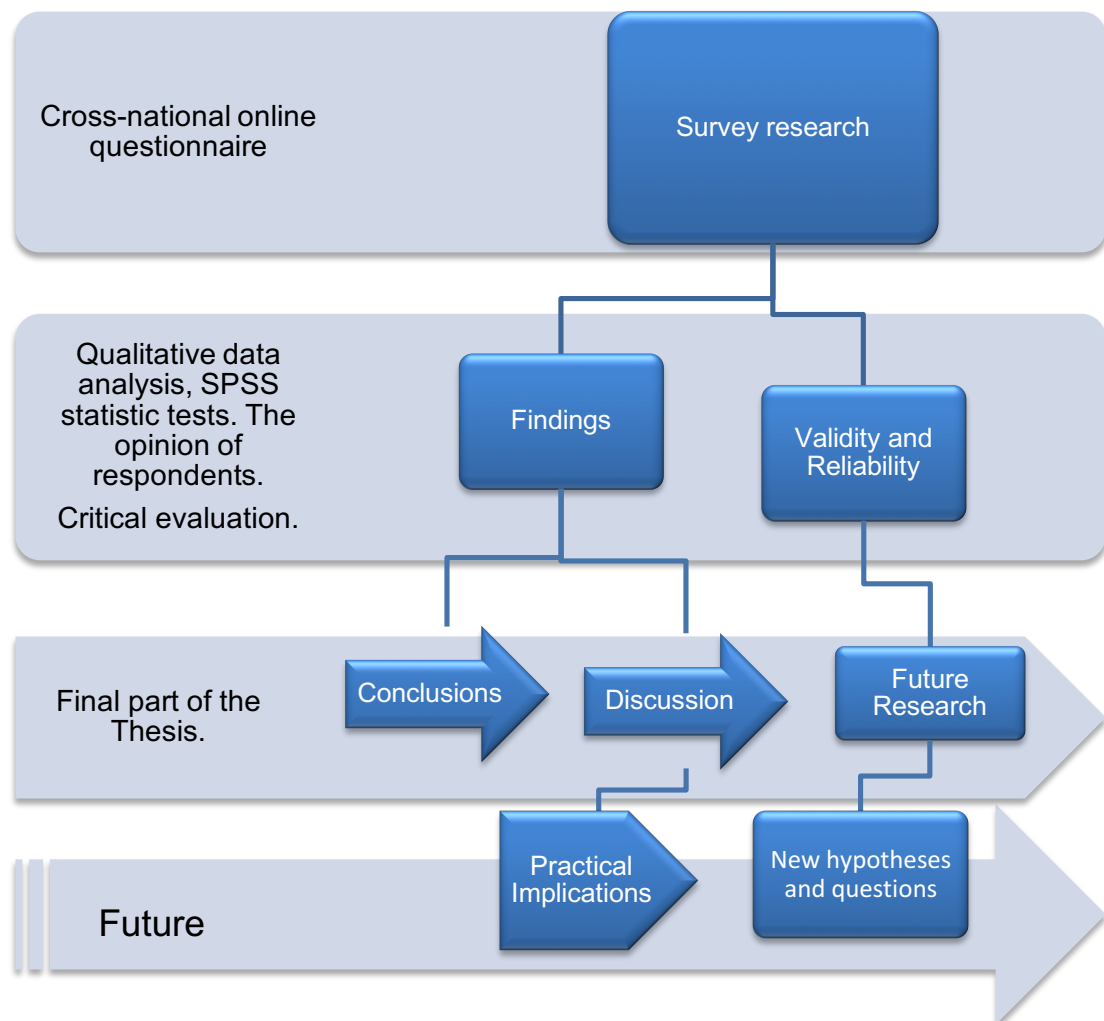 Cross-national online
questionnaire
Survey research
Qualitative data
analysis, SPSS
statistic tests. The
opinion of
respondents.
Critical evaluation.
Findings
Validity and
Reliability
Final part of the
Thesis.
Conclusions
Discussion
Future
Research
Future
Practical
Implications
New hypotheses
and questions